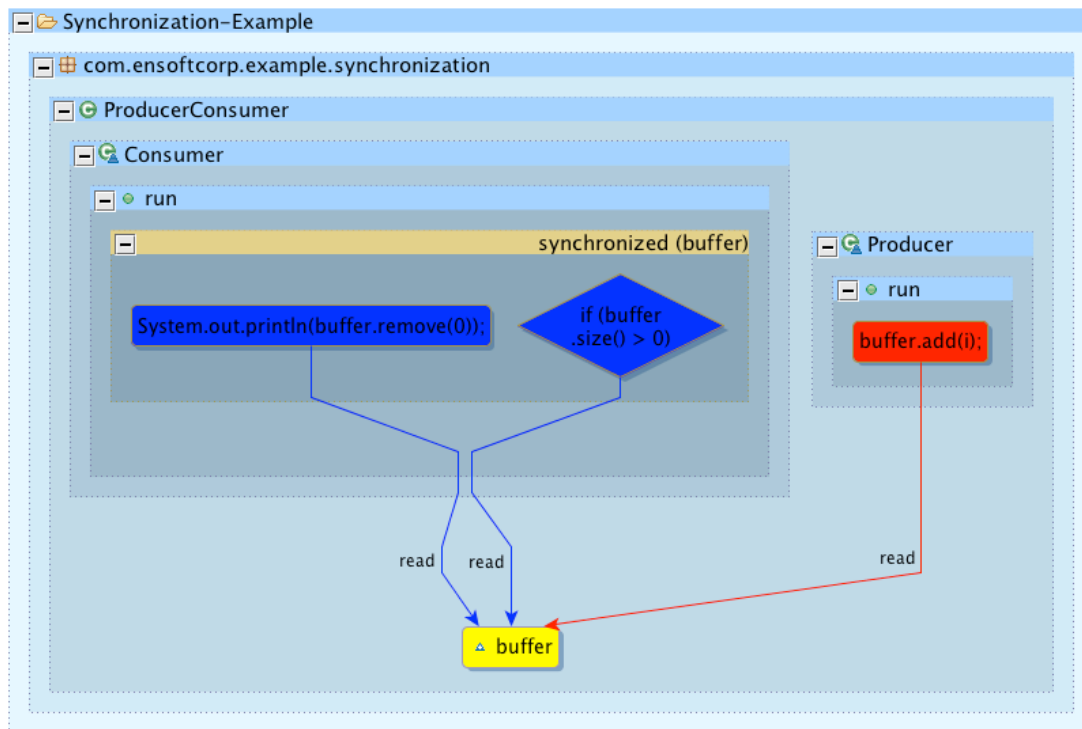 Synchronization-Example
com.ensoftcorp.example.synchronization
ProducerConsumer
Consumer
run
synchronized (buffer)
System.out.println(buffer.remove(0));
if (buffer
.size() > 0)
Producer
run
buffer.add(i);
read
read
read
buffer